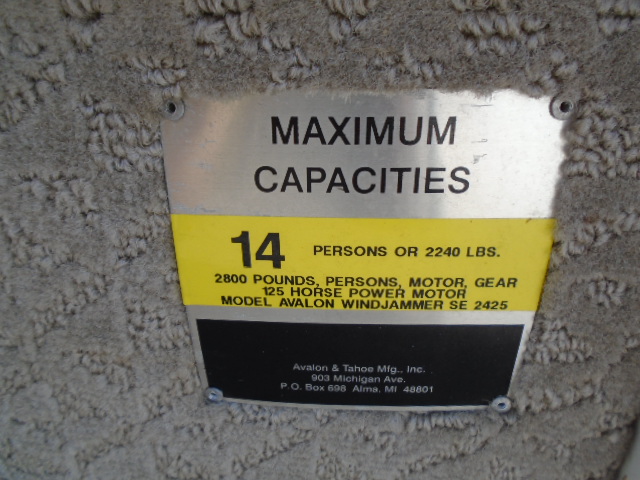 MAXIMUM
CAPACITIES
14 PERSONS OR 2240 LBS.
2800 POUNDS, PERSONS, MOTOR, GEAR
125 HORSE POWER MOTOR
MODEL AVALON WINDJAMMER SE 2425
Avalon & Tahoe Mfg., Inc.
903 Michigan Ave.
P.O. Box 698 Alma, MI 48801